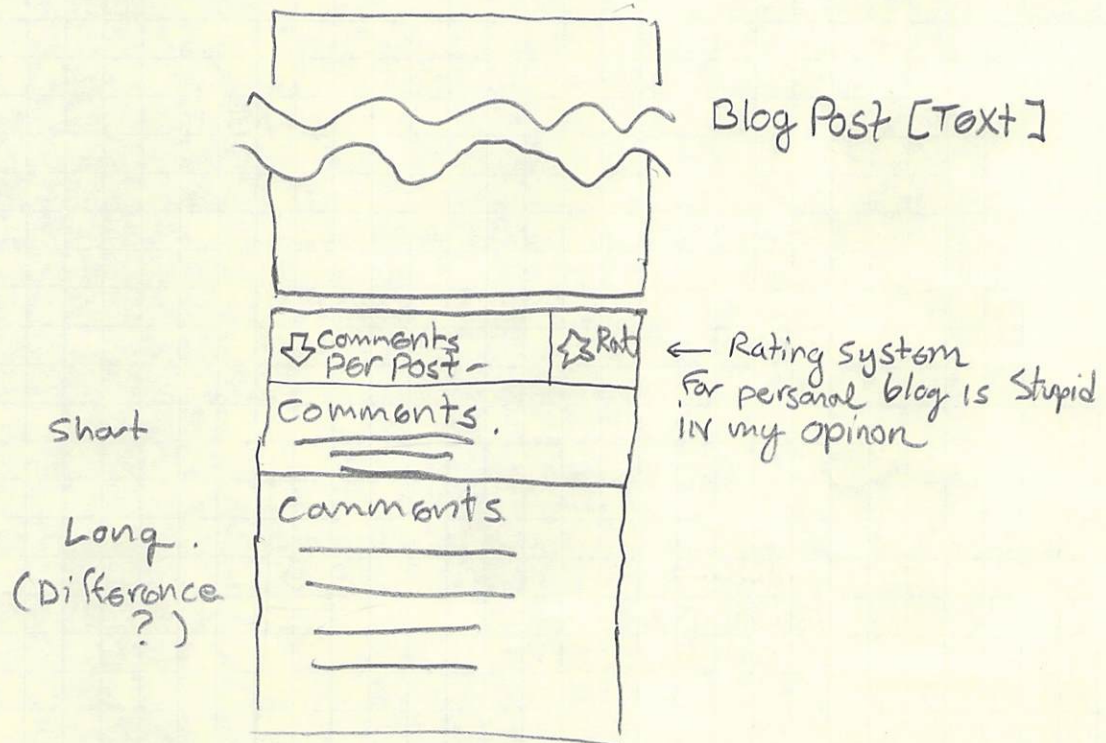 Blog Post [Text]
Comments
Per Post-
Rat
← Rating system
For personal blog is Stupid
in my opinon
Short
Comments.
Long.
(Difference
?)
Comments